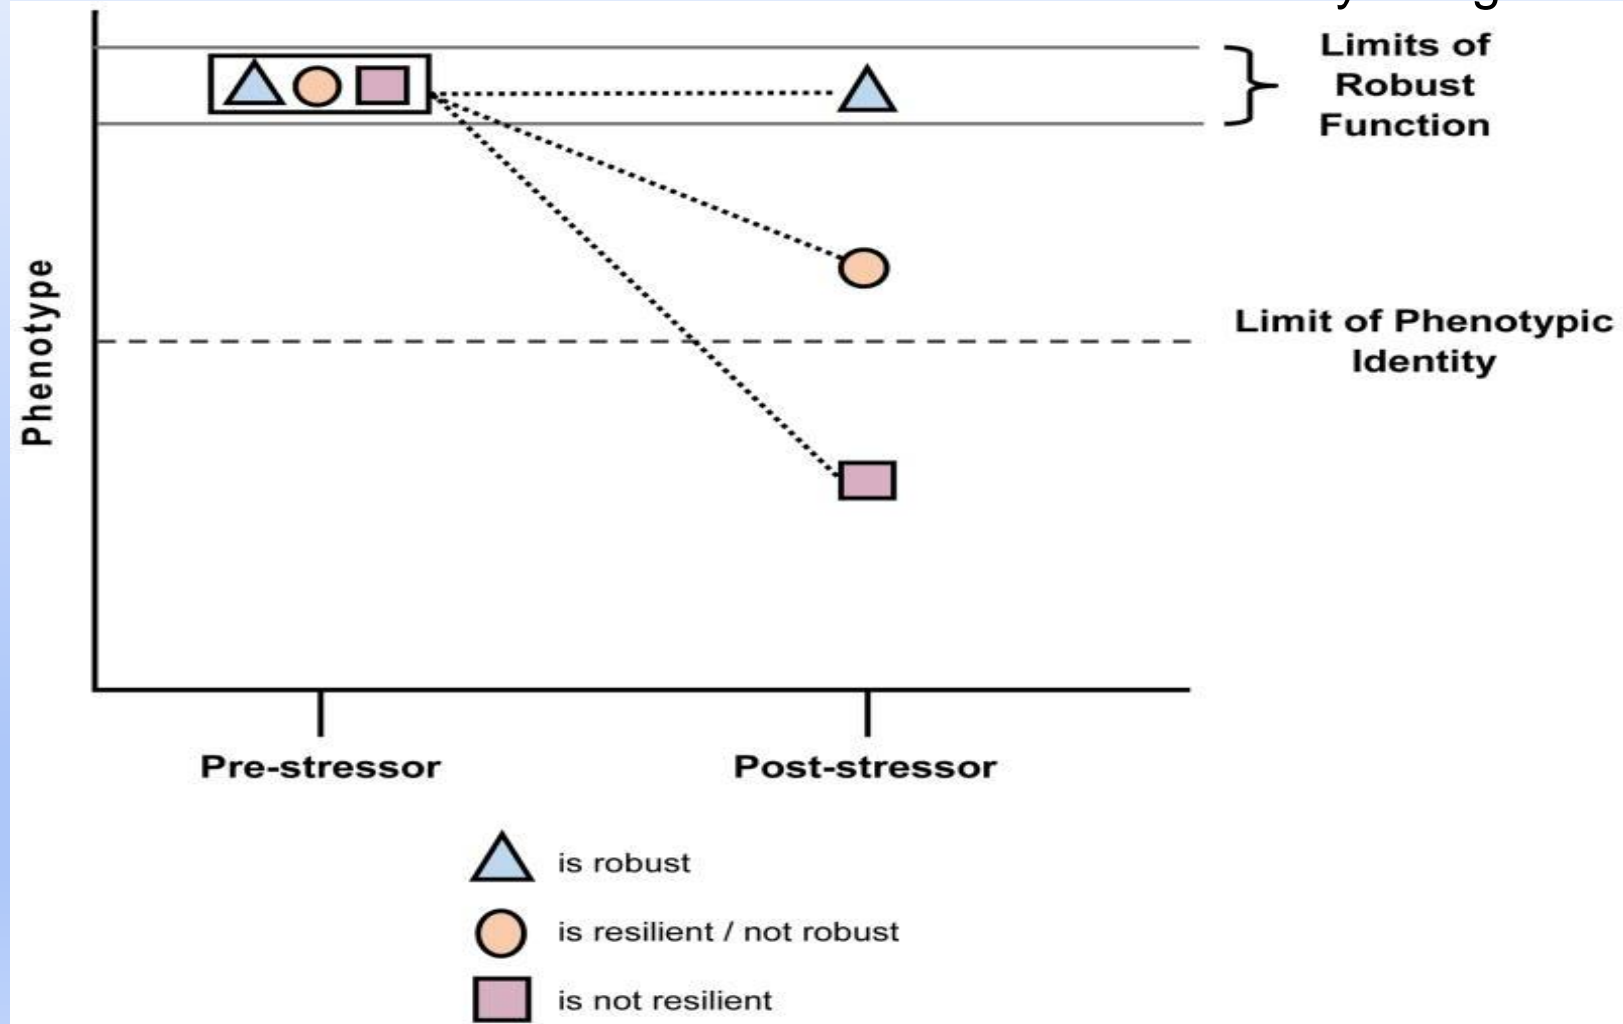 Limits of
Robust
Function
Phenotype
Limit of Phenotypic
Identity
Pre-stressor
Post-stressor
is robust
is resilient / not robust
is not resilient